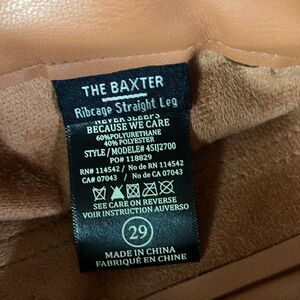 THE BAXTER
Ribcage Straight Leg
NEVER SLEEPS
BECAUSE WE CARE
60%POLYURETHANE
40%POLYESTER
STYLE / MODELE# 4SIJ2700
PO# 118829
RN# 114542 / No de RN 114542
CA# 07043 / No de CA# 07043
SEE CARE ON REVERSE
VOIR INSTRUCTION AUVERSO
29
MADE IN CHINA
FABRIQUÉ EN CHINE